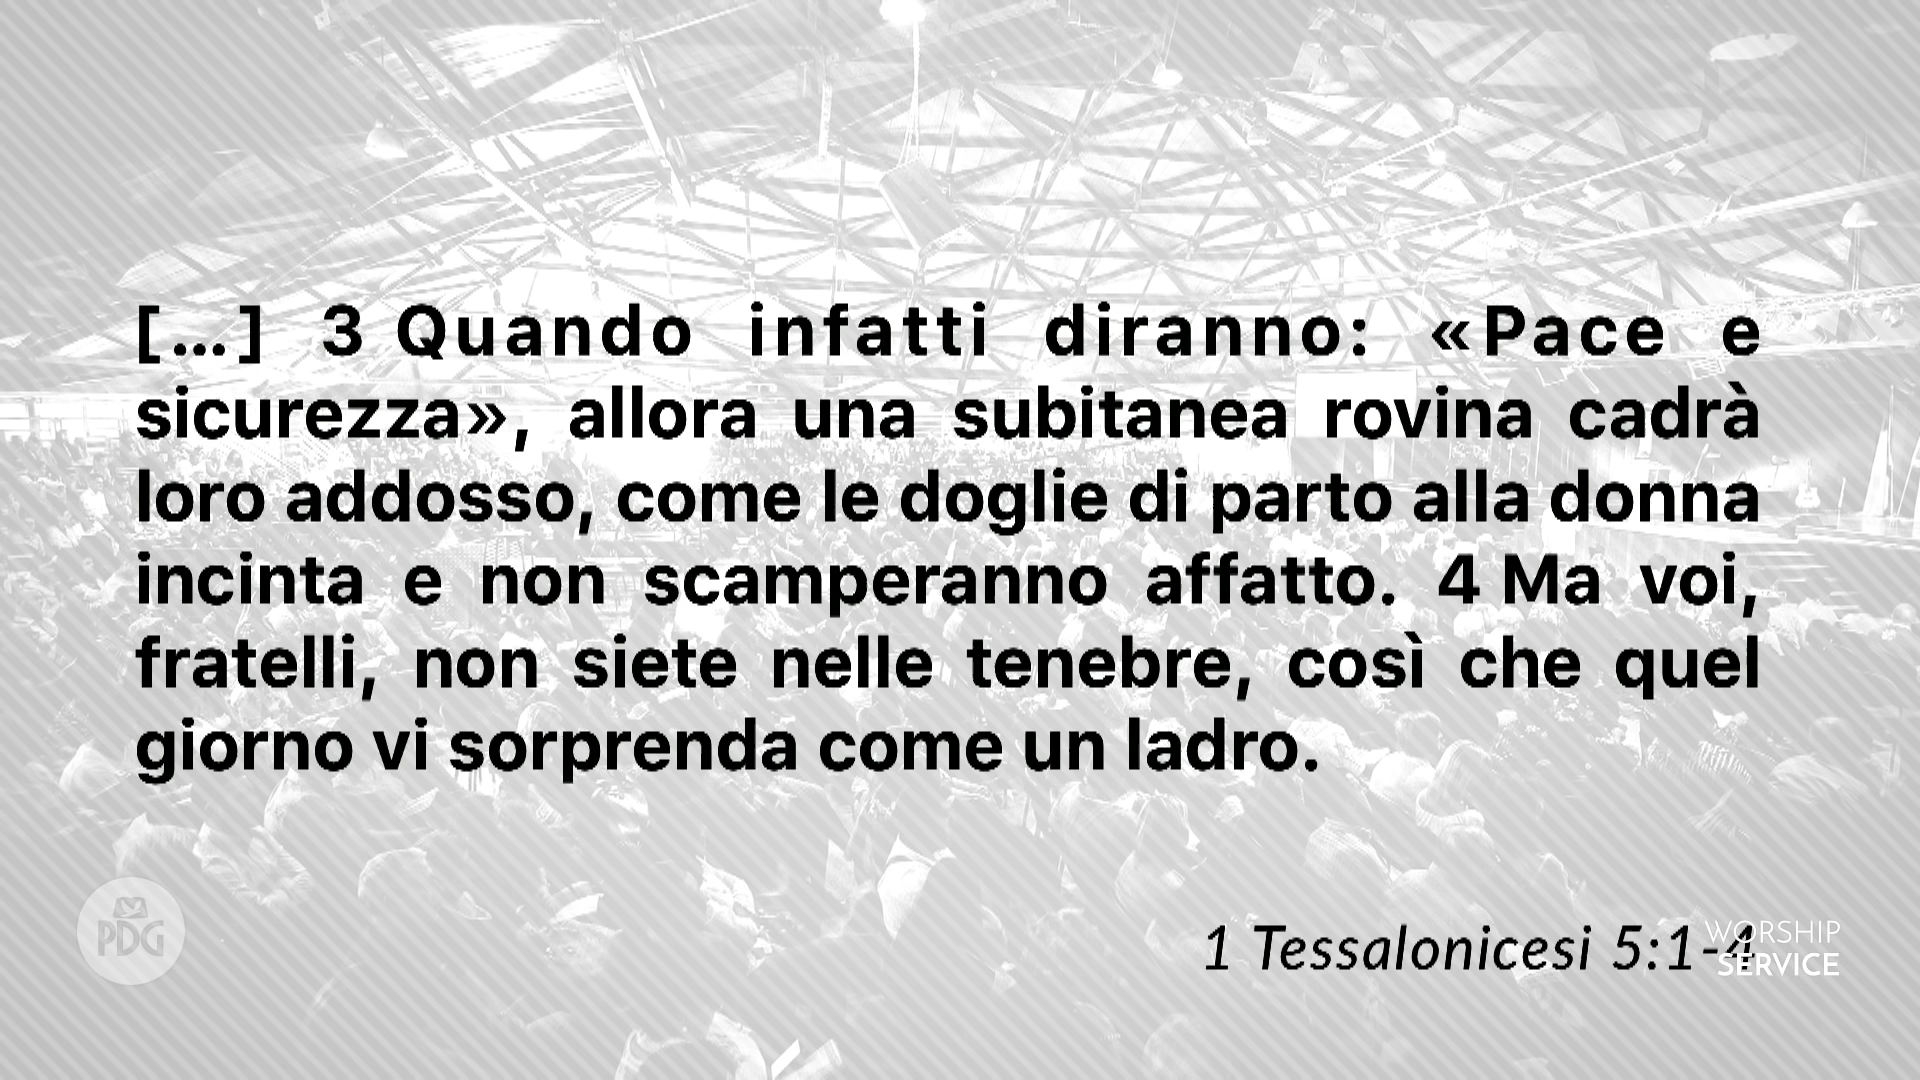 [...] 3 Quando infatti diranno: «Pace e
sicurezza», allora una subitanea rovina cadrà
loro addosso, come le doglie di parto alla donna
incinta e non scamperanno affatto. 4 Ma voi,
fratelli, non siete nelle tenebre, così che quel
giorno vi sorprenda come un ladro.
1 Tessalonicesi 5:1-4
WORSHIP
SERVICE
PDG